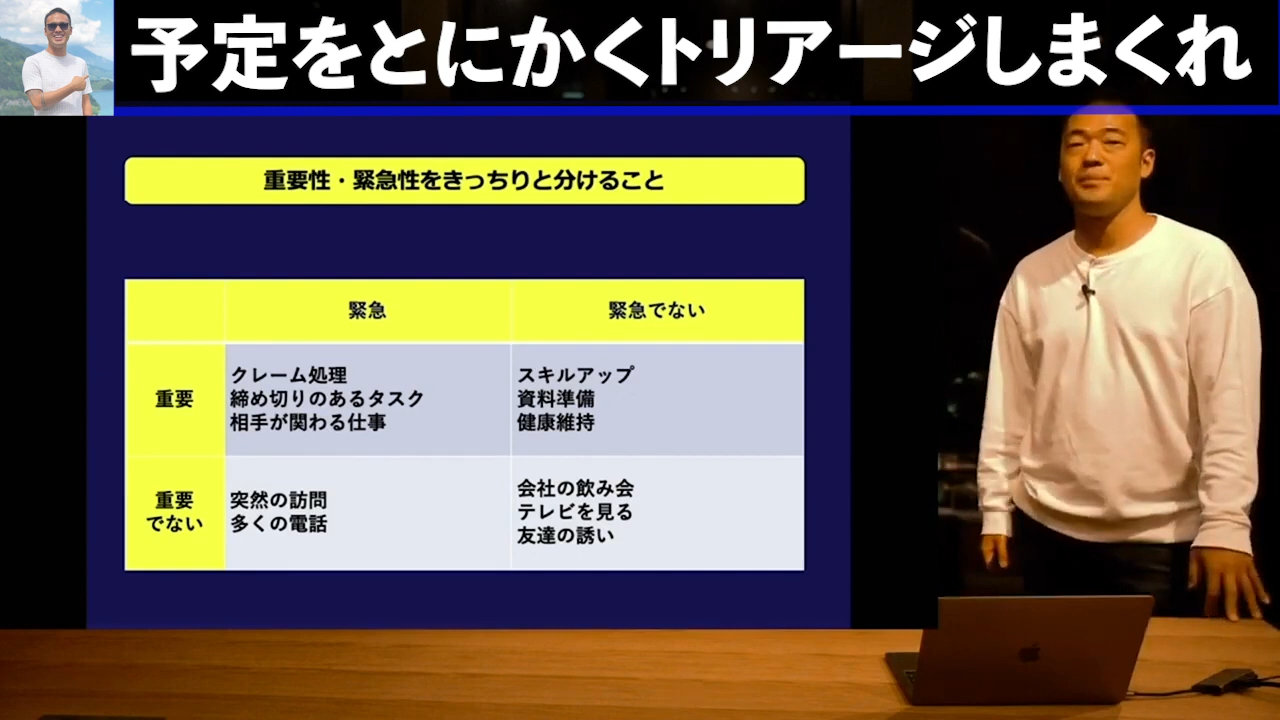 予定をとにかくトリアージしまくれ
重要性・緊急性をきっちりと分けること
緊急
緊急でない
重要
クレーム処理
締め切りのあるタスク
相手が関わる仕事
スキルアップ
資料準備
健康維持
重要
でない
突然の訪問
多くの電話
会社の飲み会
テレビを見る
友達の誘い